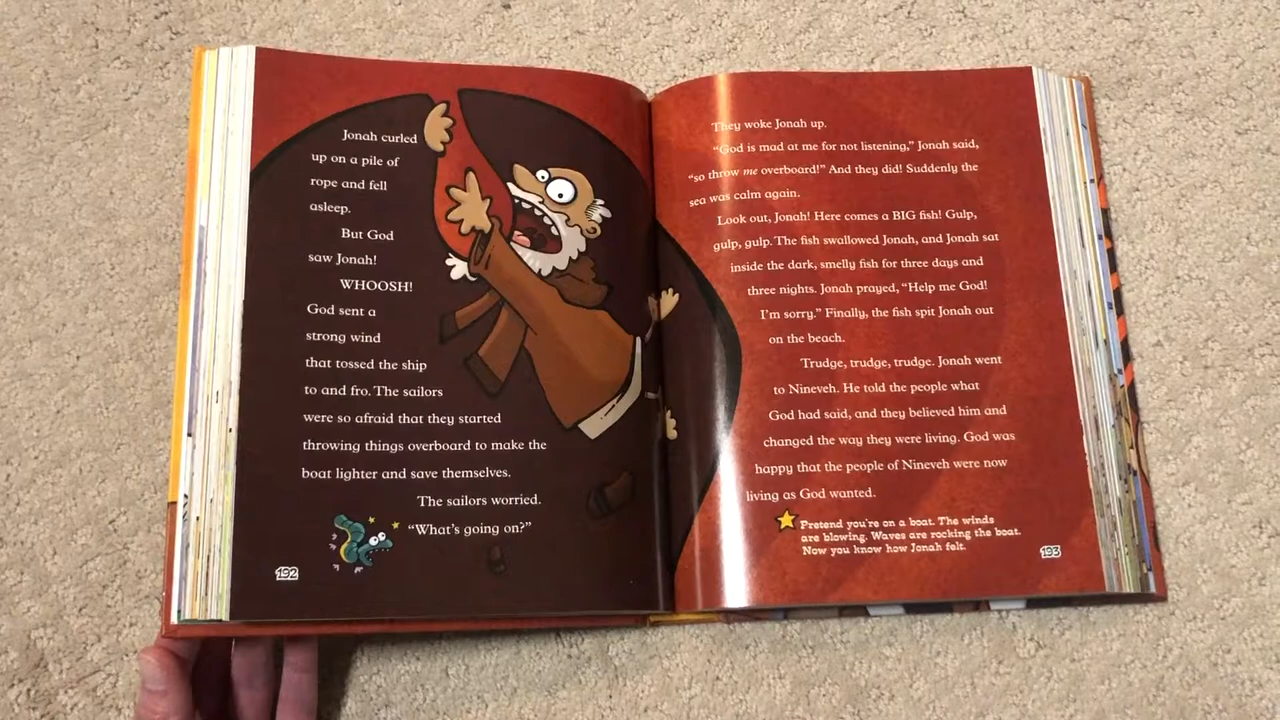 Jonah curled
up on a pile of
rope and fell
asleep.
But God
saw Jonah!
WHOOSH!
God sent a
strong wind
that tossed the ship
to and fro. The sailors
were so afraid that they started
throwing things overboard to make the
boat lighter and save themselves.
The sailors worried.
“What’s going on?”
192
They woke Jonah up.
“God is mad at me for not listening,” Jonah said,
“so throw me overboard!” And they did! Suddenly the
sea was calm again.
Look out, Jonah! Here comes a BIG fish! Gulp,
gulp, gulp. The fish swallowed Jonah, and Jonah sat
inside the dark, smelly fish for three days and
three nights. Jonah prayed, “Help me God!
I’m sorry.” Finally, the fish spit Jonah out
on the beach.
Trudge, trudge, trudge. Jonah went
to Nineveh. He told the people what
God had said, and they believed him and
changed the way they were living. God was
happy that the people of Nineveh were now
living as God wanted.
Pretend you’re on a boat. The winds
are blowing. Waves are rocking the boat.
Now you know how Jonah felt.
193